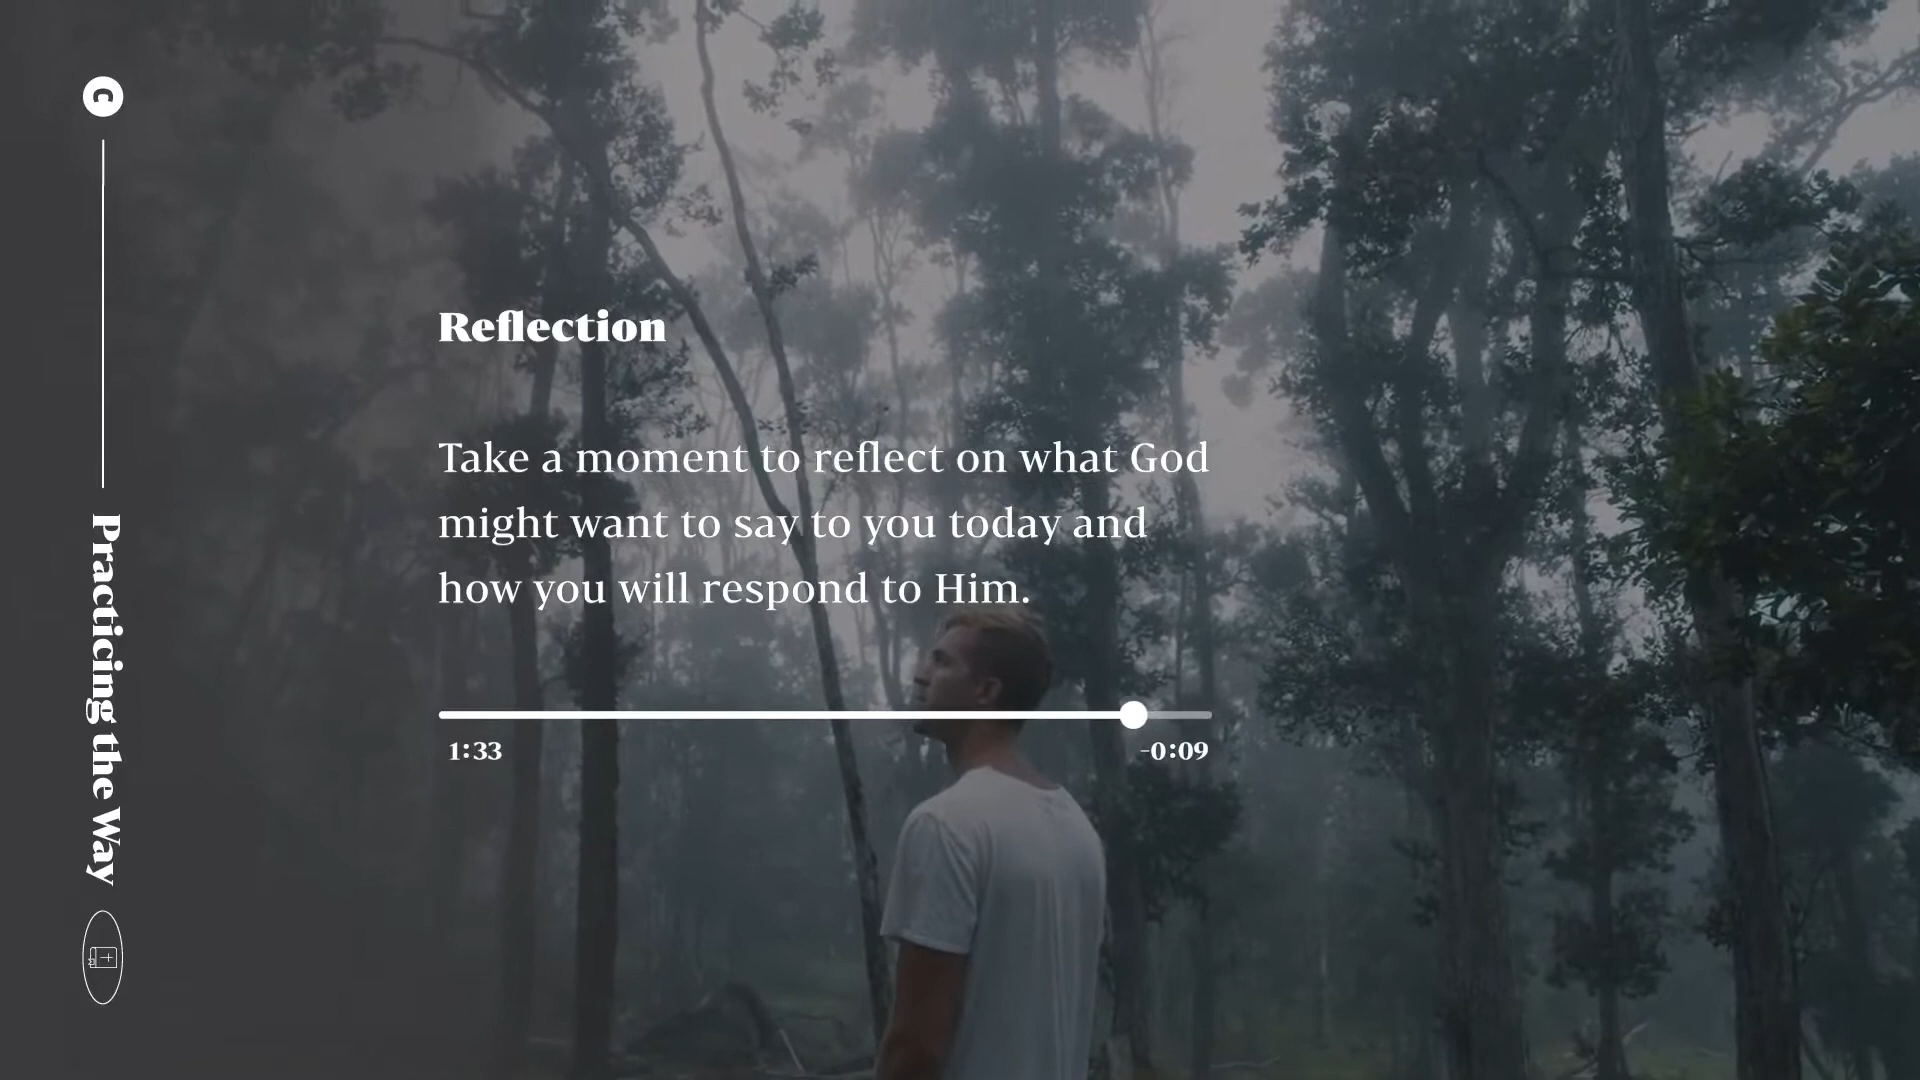 C
Practicing the Way
Reflection
Take a moment to reflect on what God
might want to say to you today and
how you will respond to Him.
1:33
-0:09